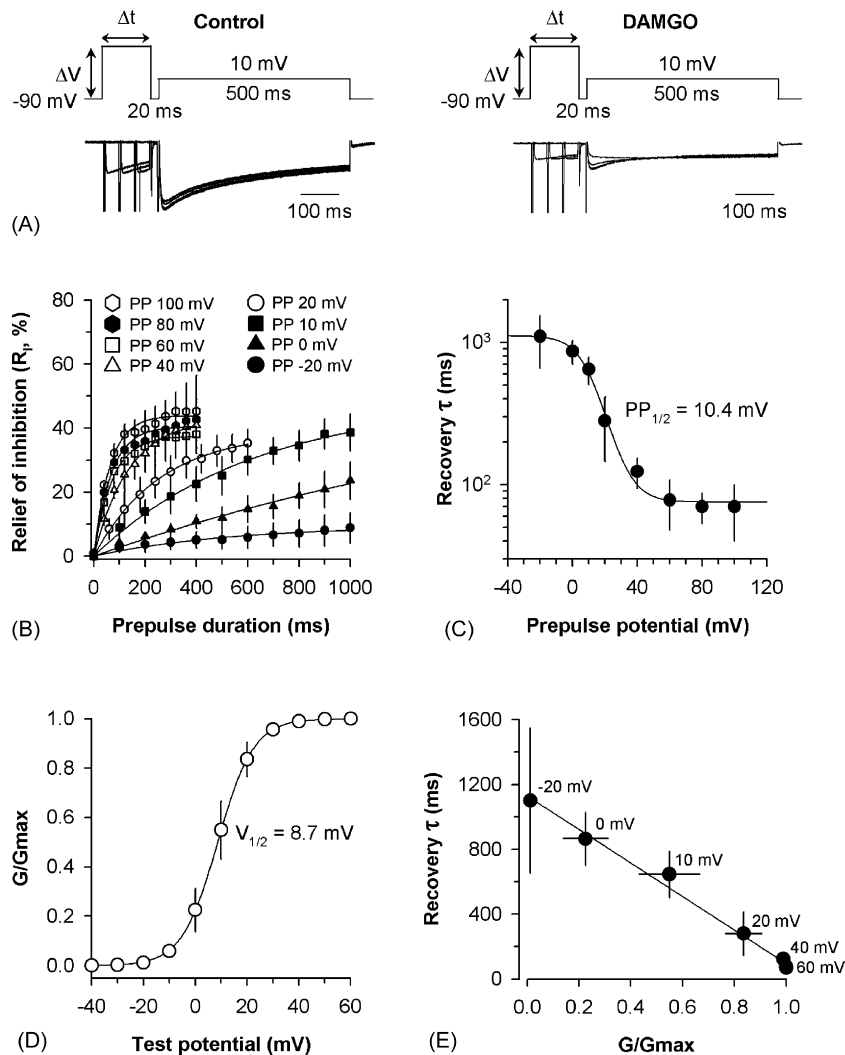 Δt Control
ΔV
10 mV
-90 mV
20 ms
500 ms
100 ms
(A)
Δt DAMGO
ΔV
10 mV
-90 mV
20 ms
500 ms
100 ms
80
60
40
20
0
Relief of inhibition (R_I, %)
PP 100 mV
PP 80 mV
PP 60 mV
PP 40 mV
PP 20 mV
PP 10 mV
PP 0 mV
PP -20 mV
0 200 400 600 800 1000
(B) Prepulse duration (ms)
10³
10²
Recovery τ (ms)
PP1/2 = 10.4 mV
-40 0 40 80 120
(C) Prepulse potential (mV)
1.0
0.8
0.6
0.4
0.2
0.0
G/Gmax
V1/2 = 8.7 mV
-40 -20 0 20 40 60
(D) Test potential (mV)
1600
1200
800
400
0
Recovery τ (ms)
-20 mV
0 mV
10 mV
20 mV
40 mV
60 mV
0.0 0.2 0.4 0.6 0.8 1.0
(E) G/Gmax